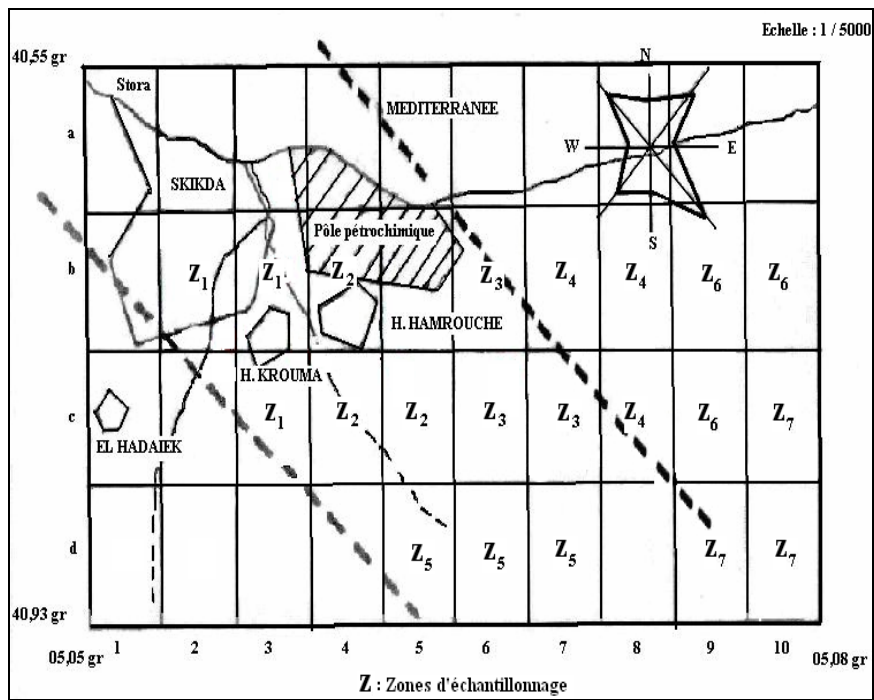 Echelle : 1 / 5000
40,55 gr
N
Stora
MEDITERRANEE
a
W
E
SKIKDA
Pôle pétrochimique
S
b
Z1
Z1
Z2
Z3
Z4
Z4
Z6
Z6
H. HAMROUCHE
H. KROUMA
c
Z1
Z2
Z2
Z3
Z3
Z4
Z6
Z7
EL HADAIEK
d
Z5
Z5
Z5
Z7
Z7
40,93 gr
05,05 gr
1 2 3 4 5 6 7 8 9 10
05,08 gr
Z : Zones d'échantillonnage